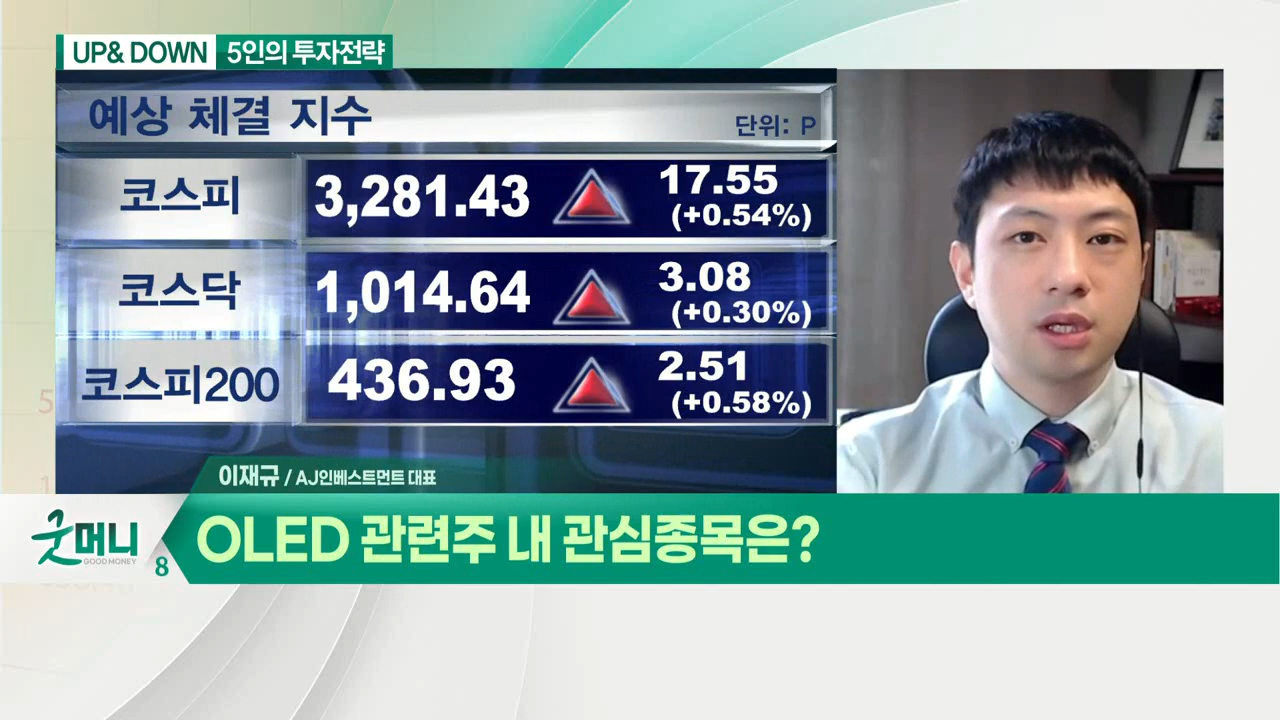 UP& DOWN 5인의 투자전략
예상 체결 지수
단위: P
코스피 3,281.43 17.55
(+0.54%)
코스닥 1,014.64 3.08
(+0.30%)
코스피200 436.93 2.51
(+0.58%)
이재규 / AJ인베스트먼트 대표
굿머니
GOOD MONEY
8
OLED 관련주 내 관심종목은?